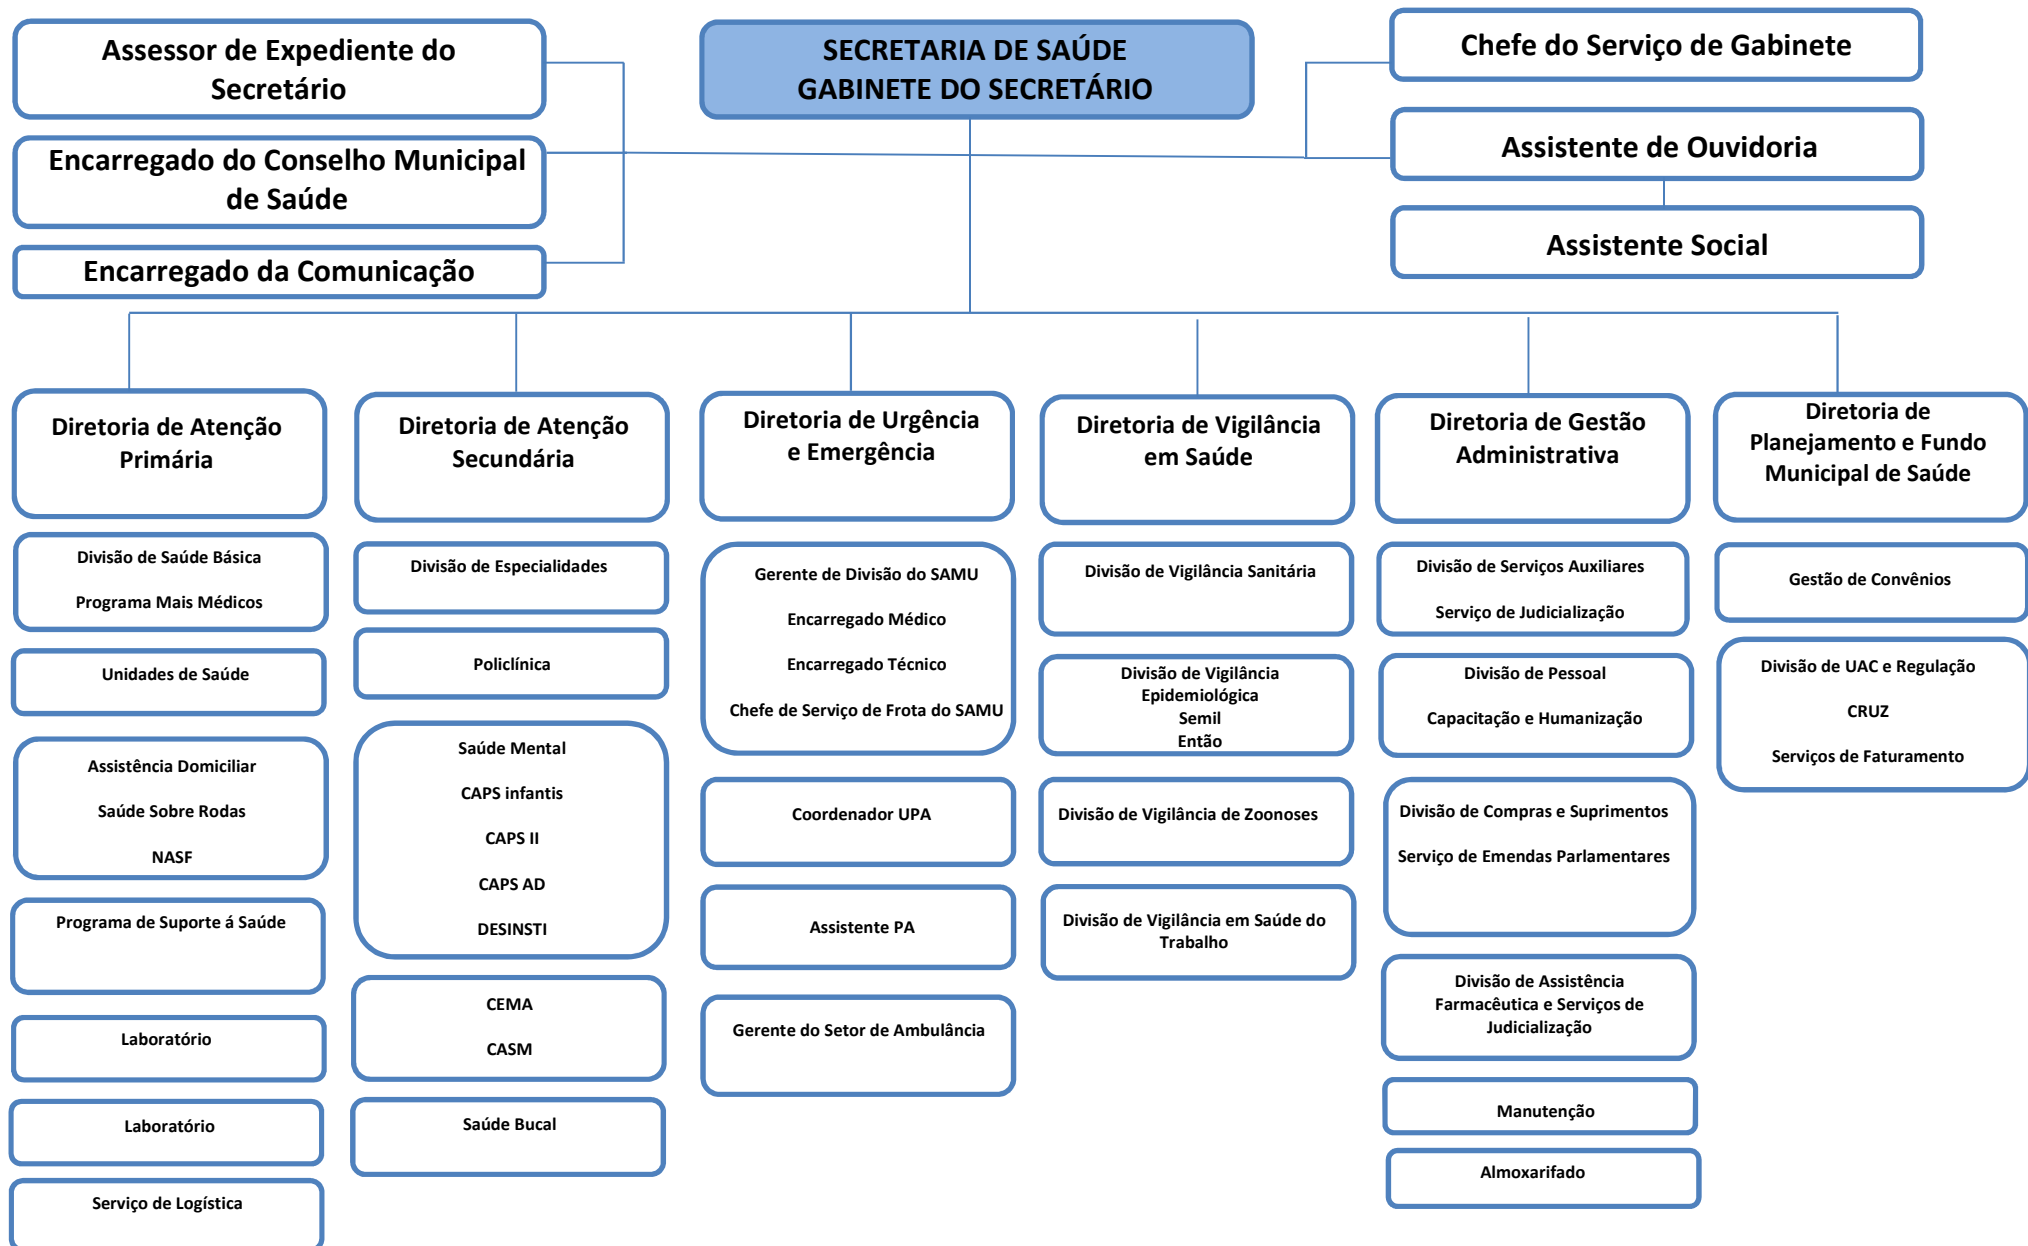 Assessor de Expediente do
Secretário
SECRETARIA DE SAÚDE
GABINETE DO SECRETÁRIO
Chefe do Serviço de Gabinete
Encarregado do Conselho Municipal
de Saúde
Assistente de Ouvidoria
Encarregado da Comunicação
Assistente Social
Diretoria de Atenção
Primária
Diretoria de Atenção
Secundária
Diretoria de Urgência
e Emergência
Diretoria de Vigilância
em Saúde
Diretoria de Gestão
Administrativa
Diretoria de
Planejamento e Fundo
Municipal de Saúde
Divisão de Saúde Básica
Programa Mais Médicos
Unidades de Saúde
Assistência Domiciliar
Saúde Sobre Rodas
NASF
Programa de Suporte á Saúde
Laboratório
Laboratório
Serviço de Logística
Divisão de Especialidades
Policlínica
Saúde Mental
CAPS infantis
CAPS II
CAPS AD
DESINSTI
CEMA
CASM
Saúde Bucal
Gerente de Divisão do SAMU
Encarregado Médico
Encarregado Técnico
Chefe de Serviço de Frota do SAMU
Coordenador UPA
Assistente PA
Gerente do Setor de Ambulância
Divisão de Vigilância Sanitária
Divisão de Vigilância
Epidemiológica
Semil
Então
Divisão de Vigilância de Zoonoses
Divisão de Vigilância em Saúde do
Trabalho
Divisão de Serviços Auxiliares
Serviço de Judicialização
Divisão de Pessoal
Capacitação e Humanização
Divisão de Compras e Suprimentos
Serviço de Emendas Parlamentares
Divisão de Assistência
Farmacêutica e Serviços de
Judicialização
Manutenção
Almoxarifado
Gestão de Convênios
Divisão de UAC e Regulação
CRUZ
Serviços de Faturamento